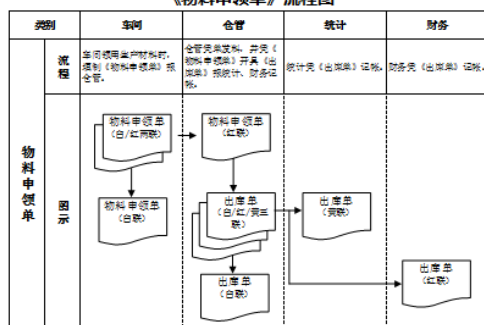 《物料申领单》流程图
类别 车间 仓管 统计 财务
物料申领单
流程
车间领用生产材料时，
填制《物料申领单》报
仓管。
仓管凭单发料，并凭《
物料申领单》开具《出
库单》报统计、财务记
账。
统计凭《出库单》记账。
财务凭《出库单》记账。
图示
物料申领单
（白/红两联）
物料申领单
（红联）
物料申领单
（白联）
出库单
（白/红/黄三
联）
出库单
（黄联）
出库单
（白联）
出库单
（红联）